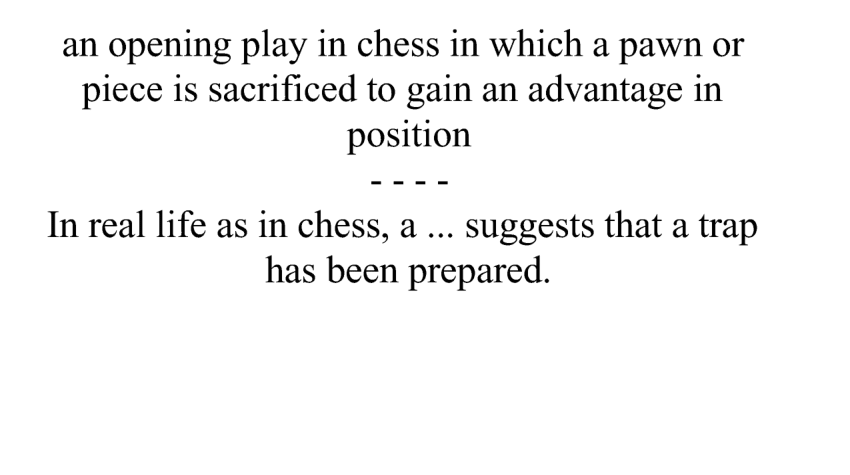 an opening play in chess in which a pawn or
piece is sacrificed to gain an advantage in
position
- - - -
In real life as in chess, a ... suggests that a trap
has been prepared.